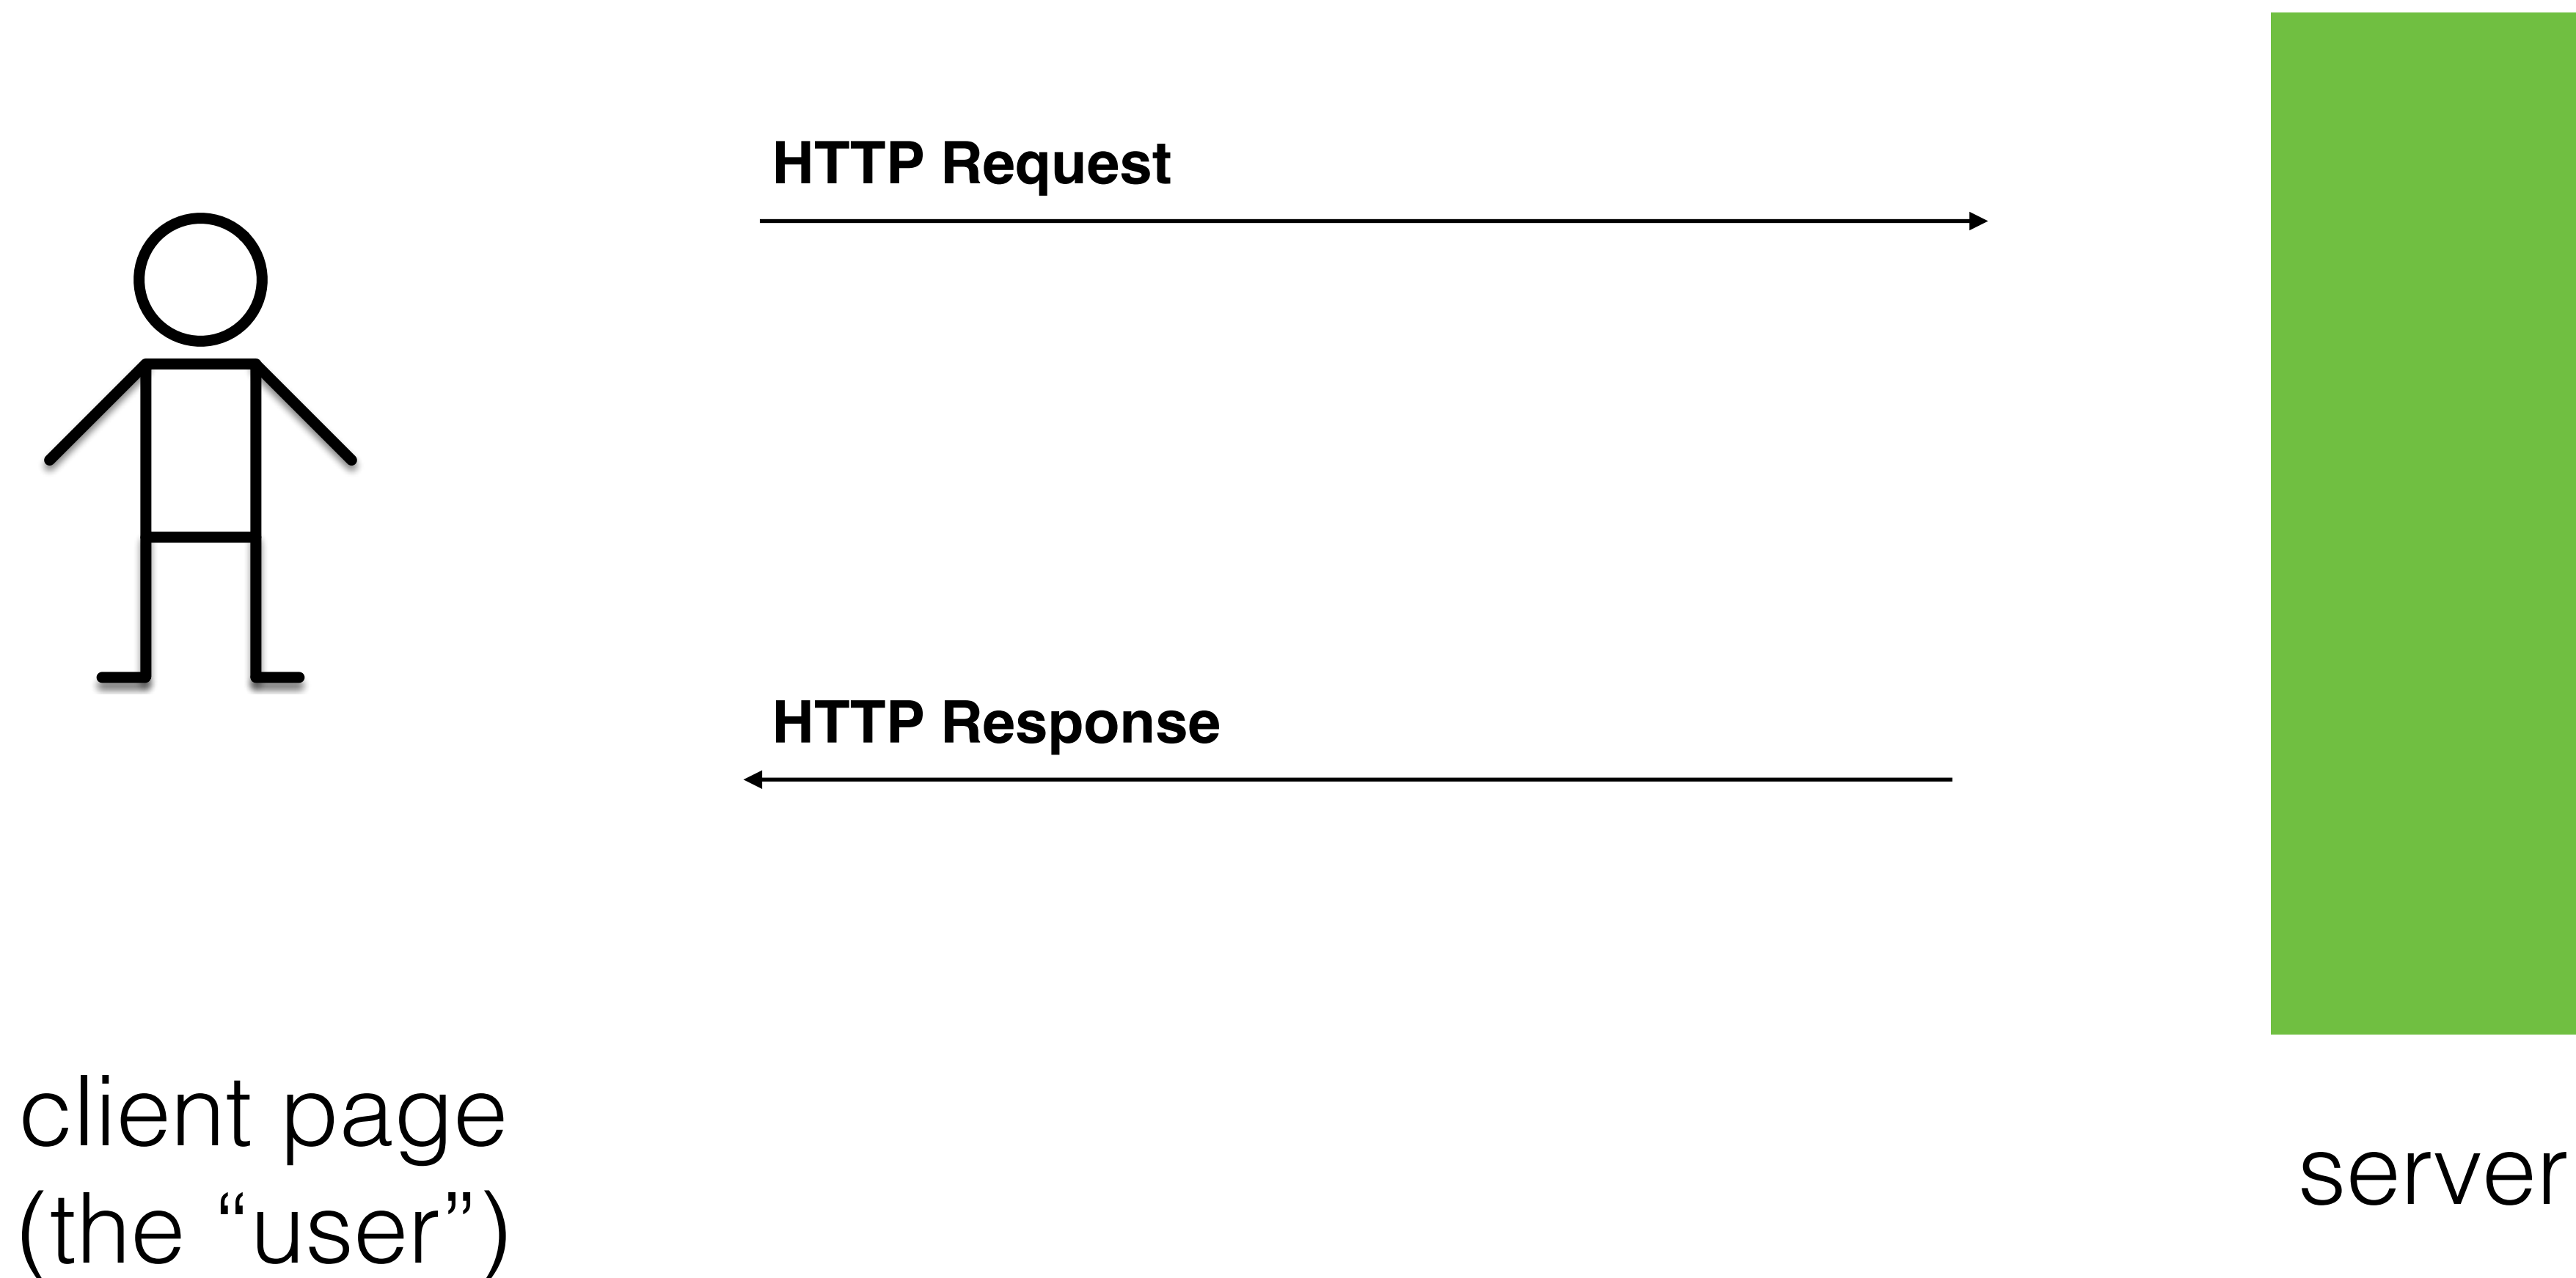 HTTP Request
HTTP Response
client page
(the “user”)
server